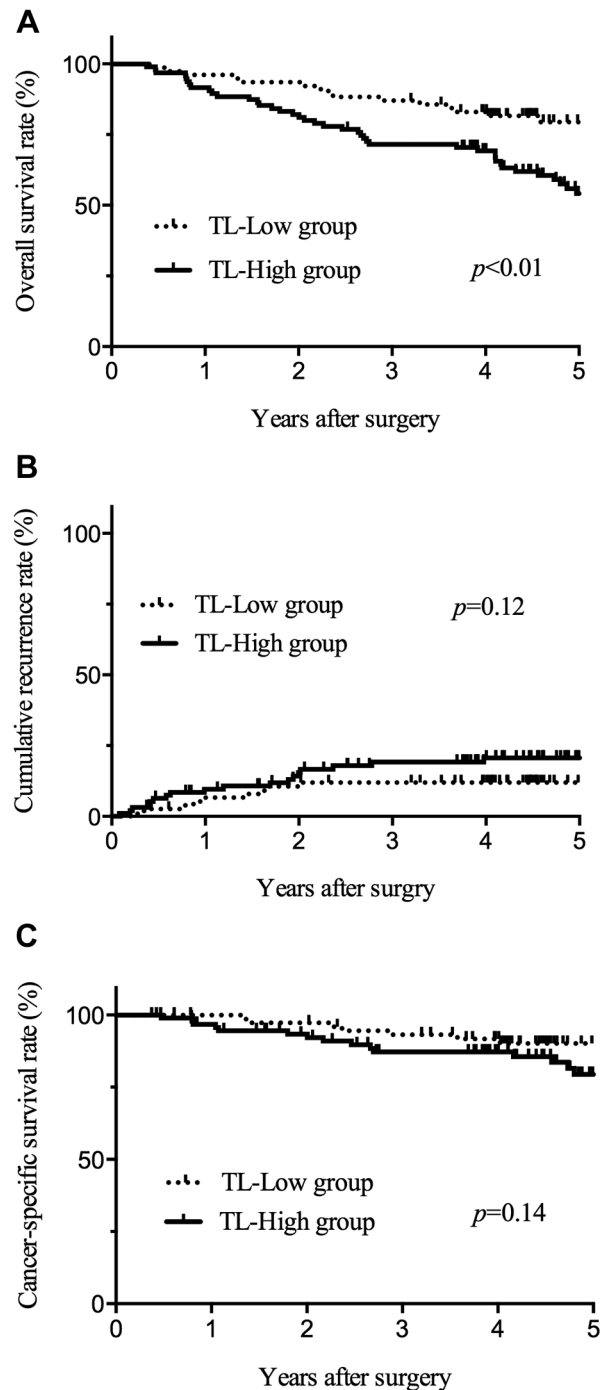 A
Overall survival rate (%)
100
50
0
TL-Low group
TL-High group
p<0.01
0 1 2 3 4 5
Years after surgery
B
Cumulative recurrence rate (%)
100
50
0
TL-Low group
TL-High group
p=0.12
0 1 2 3 4 5
Years after surgry
C
Cancer-specific survival rate (%)
100
50
0
TL-Low group
TL-High group
p=0.14
0 1 2 3 4 5
Years after surgery